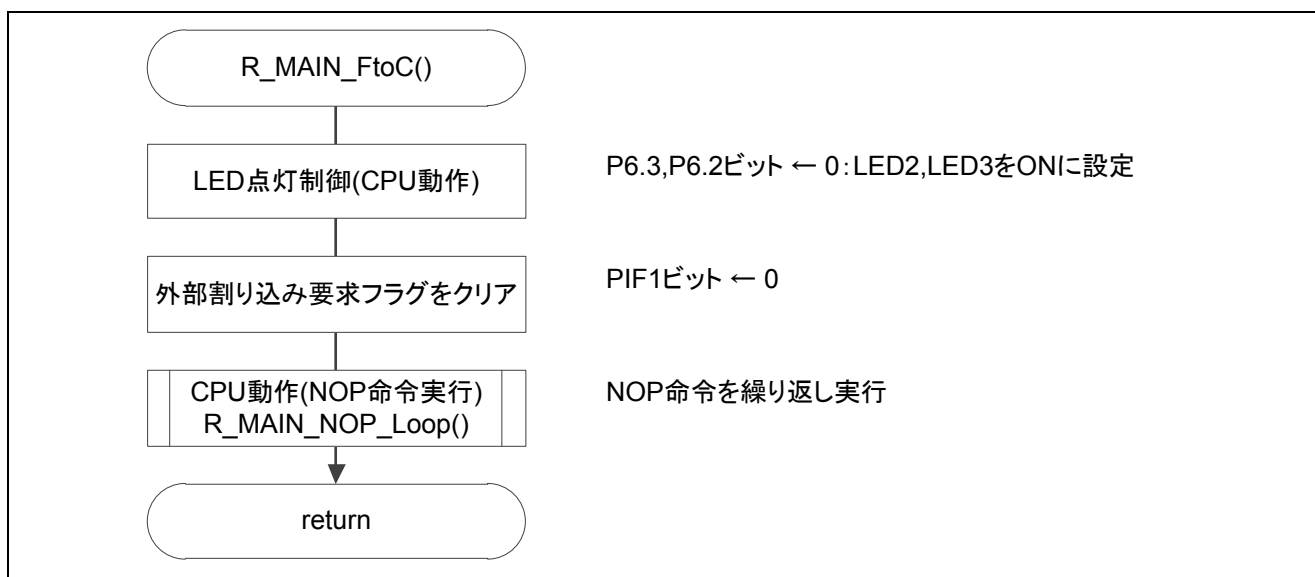 R_MAIN_FtoC()
LED点灯制御(CPU動作)
P6.3,P6.2ビット ← 0:LED2,LED3をONに設定
外部割り込み要求フラグをクリア
PIF1ビット ← 0
CPU動作(NOP命令実行)
R_MAIN_NOP_Loop()
NOP命令を繰り返し実行
return